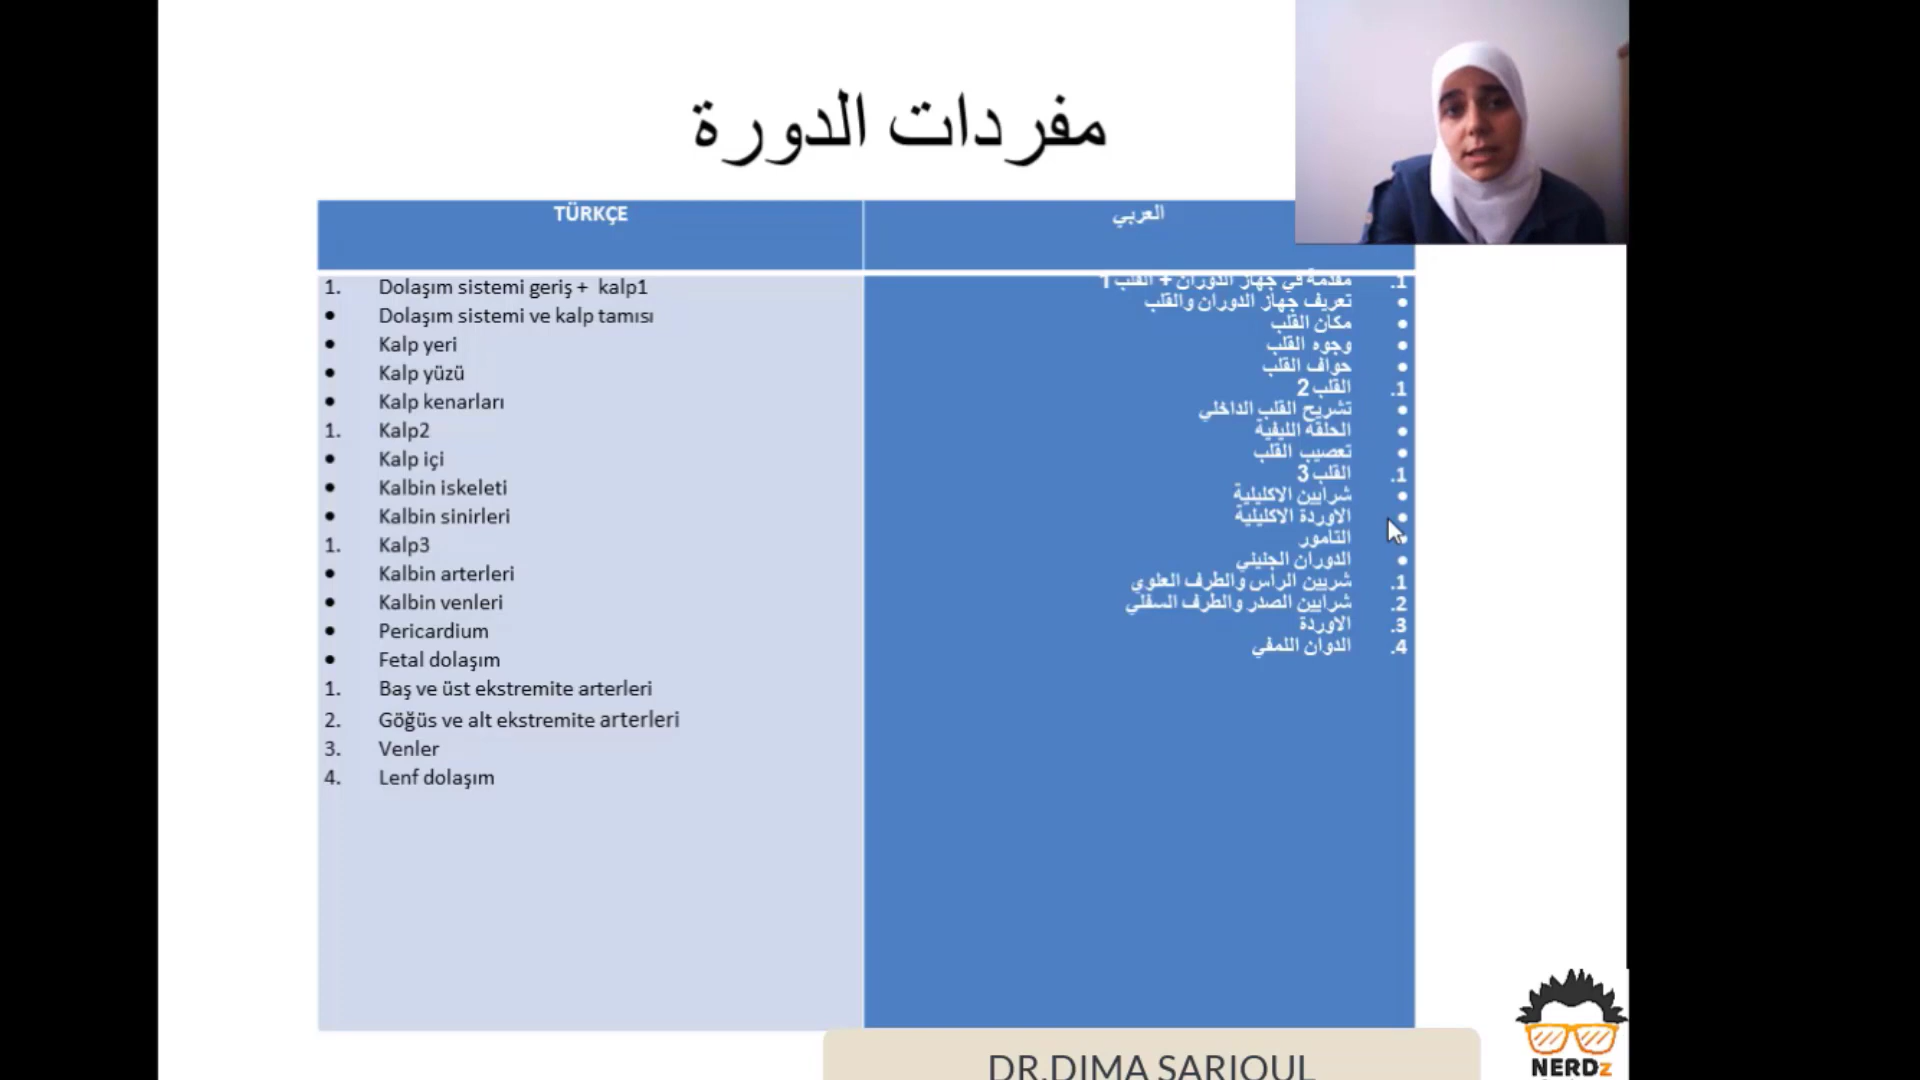 مفردات الدورة
TÜRKÇE
العربي
1. Dolaşım sistemi geriş + kalp1
• Dolaşım sistemi ve kalp tamısı
• Kalp yeri
• Kalp yüzü
• Kalp kenarları
1. Kalp2
• Kalp içi
• Kalbin iskeleti
• Kalbin sinirleri
1. Kalp3
• Kalbin arterleri
• Kalbin venleri
• Pericardium
• Fetal dolaşım
1. Baş ve üst ekstremite arterleri
2. Göğüs ve alt ekstremite arterleri
3. Venler
4. Lenf dolaşım
1. مقدمة في جهاز الدوران + القلب 1
• تعريف جهاز الدوران والقلب
• مكان القلب
• وجوه القلب
• حواف القلب
1. القلب 2
• تشريح القلب الداخلي
• الحلقه الليفية
• تعصيب القلب
1. القلب 3
• شرايين الاكليلية
• الاوردة الاكليلية
• التامور
• الدوران الجنيني
1. شريين الراس والطرف العلوي
2. شرايين الصدر والطرف السفلي
3. الاوردة
4. الدوان اللمفي
DR.DIMA SARIOUL
NERDz